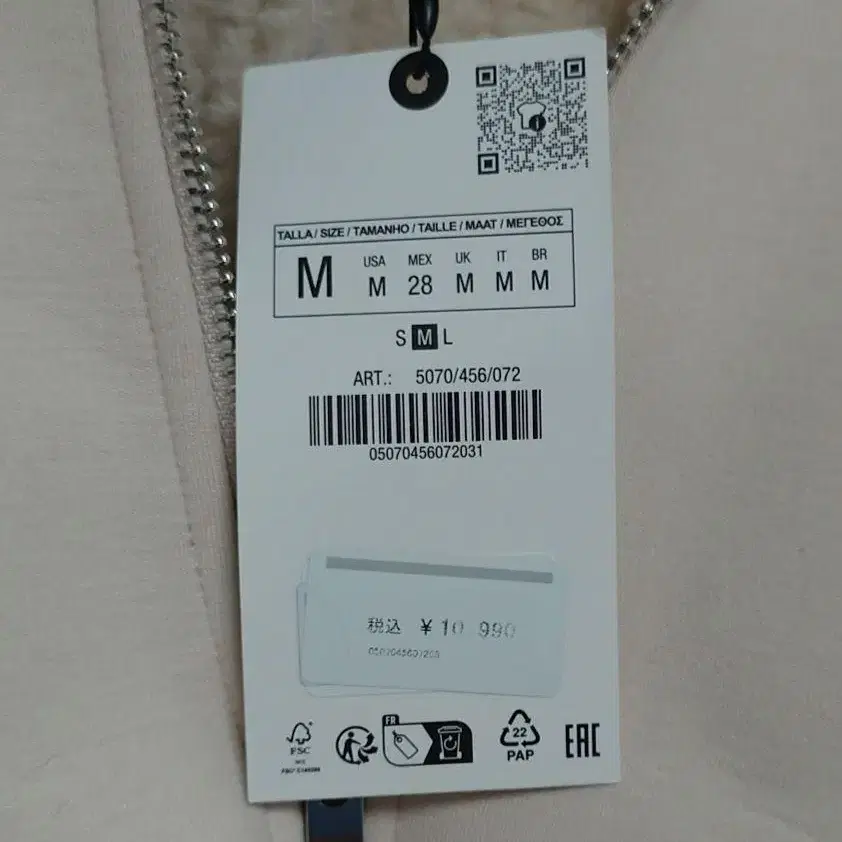 TALLA / SIZE / TAMANHO / TAILLE / MAAT / ΜΕΓΕΘΟΣ
M
USA MEX UK IT BR
M 28 M M M
S M L
ART.: 5070/456/072
05070456072031
税込 ¥10 990
FR
FSC
22
PAP
EAC